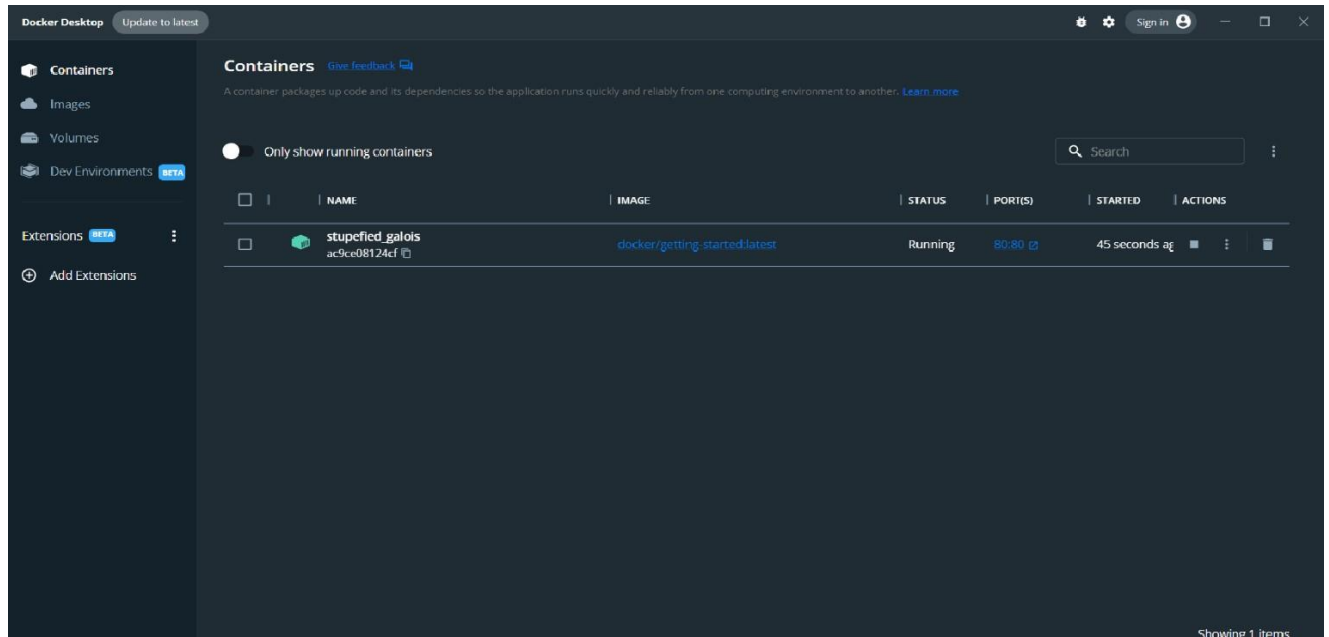 Docker Desktop Update to latest Sign in
Containers
Images
Volumes
Dev Environments BETA
Extensions BETA
Add Extensions
Containers Give feedback
A container packages up code and its dependencies so the application runs quickly and reliably from one computing environment to another. Learn more
Only show running containers Search
NAME IMAGE STATUS PORT(S) STARTED ACTIONS
stupefied_galois docker/getting-started:latest Running 80:80 45 seconds ag
ac9ce08124cf
Showing 1 items